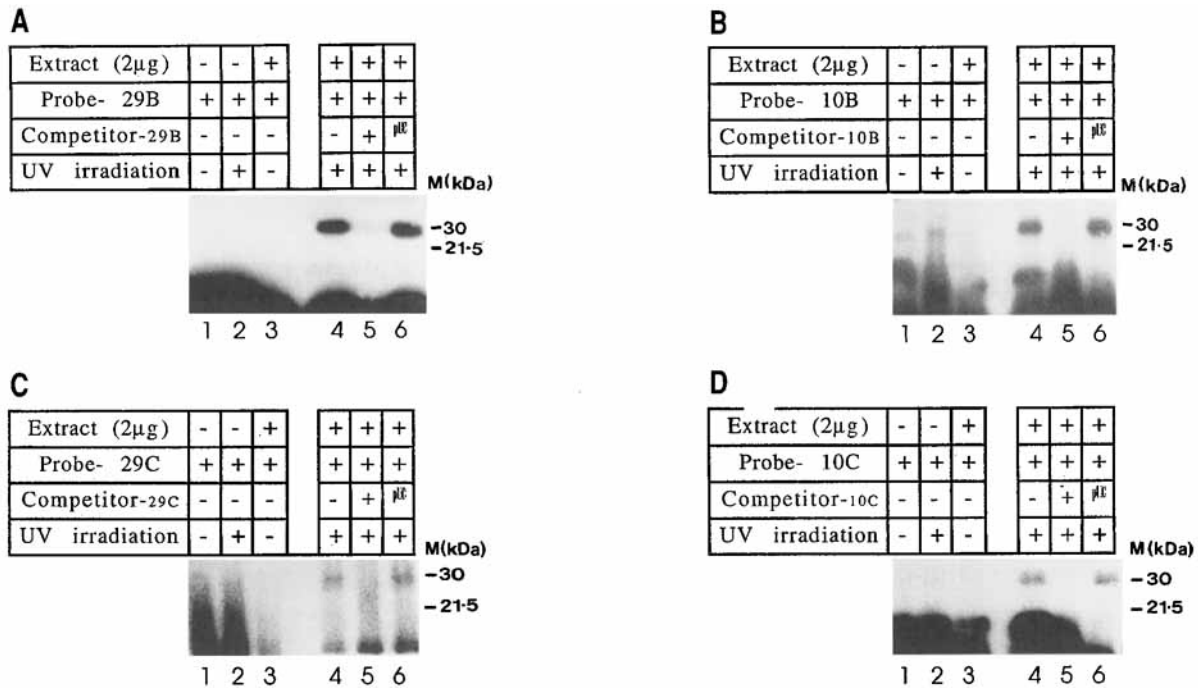 A
Extract (2μg) - - + + + +
Probe- 29B + + + + + +
Competitor-29B - - - - + pUC
UV irradiation - + - + + +
M(kDa)
-30
-21·5
1 2 3 4 5 6
B
Extract (2μg) - - + + + +
Probe- 10B + + + + + +
Competitor-10B - - - - + pUC
UV irradiation - + - + + +
M(kDa)
-30
-21·5
1 2 3 4 5 6
C
Extract (2μg) - - + + + +
Probe- 29C + + + + + +
Competitor-29C - - - - + pUC
UV irradiation - + - + + +
M(kDa)
-30
-21·5
1 2 3 4 5 6
D
Extract (2μg) - - + + + +
Probe- 10C + + + + + +
Competitor-10C - - - - + pUC
UV irradiation - + - + + +
M(kDa)
-30
-21·5
1 2 3 4 5 6